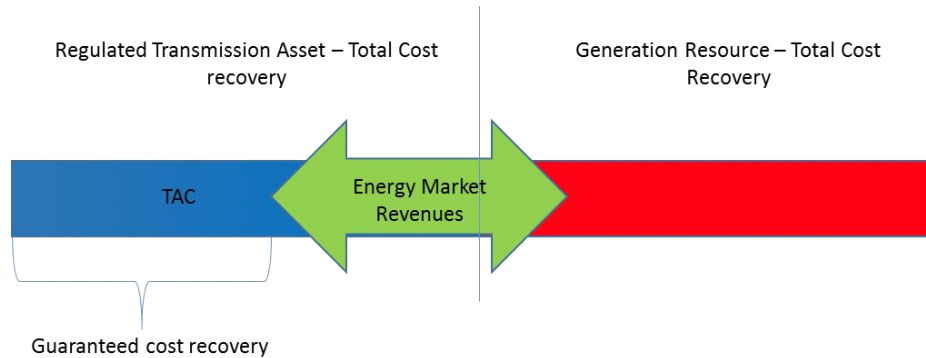 Regulated Transmission Asset – Total Cost
recovery
Generation Resource – Total Cost
Recovery
TAC
Energy Market
Revenues
Guaranteed cost recovery